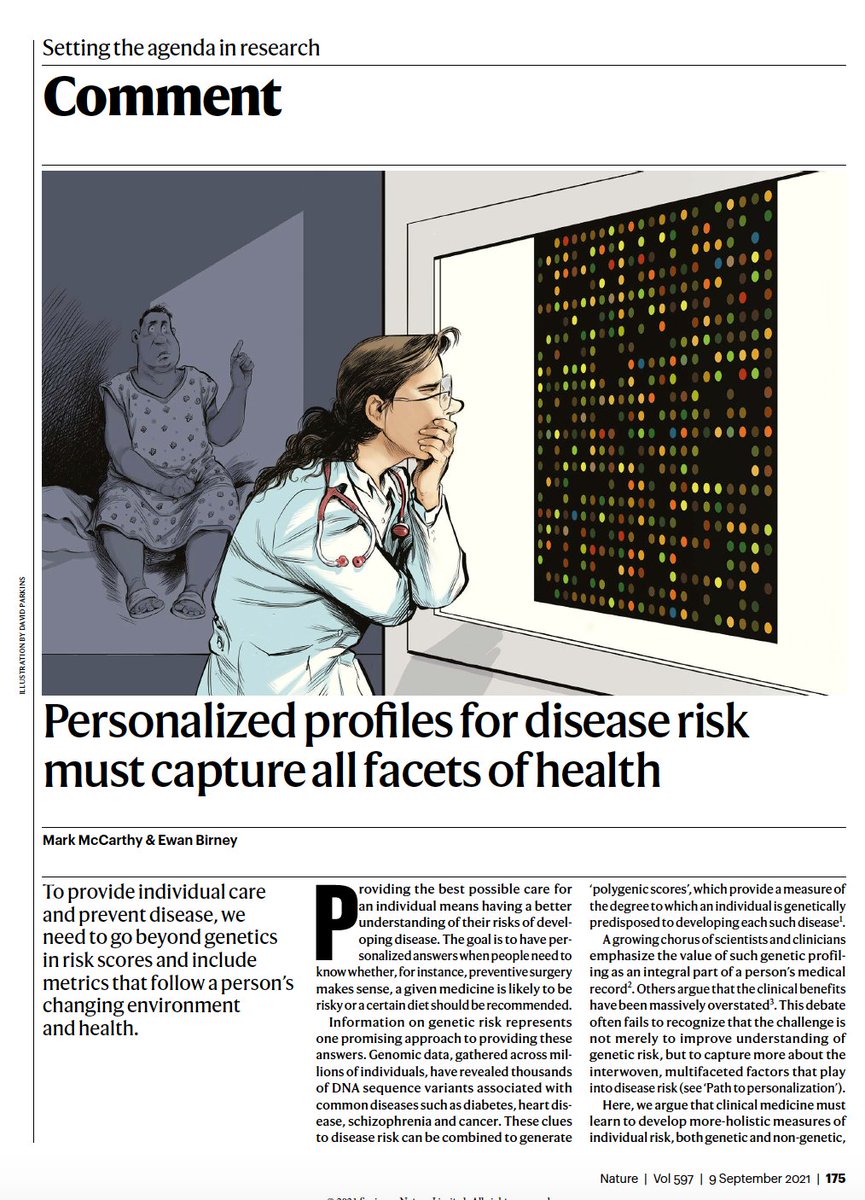 Setting the agenda in research
Comment
ILLUSTRATION BY DAVID PARKINS
Personalized profiles for disease risk
must capture all facets of health
Mark McCarthy & Ewan Birney
To provide individual care
and prevent disease, we
need to go beyond genetics
in risk scores and include
metrics that follow a person’s
changing environment
and health.
Providing the best possible care for
an individual means having a better
understanding of their risks of devel-
oping disease. The goal is to have per-
sonalized answers when people need to
know whether, for instance, preventive surgery
makes sense, a given medicine is likely to be
risky or a certain diet should be recommended.
Information on genetic risk represents
one promising approach to providing these
answers. Genomic data, gathered across mil-
lions of individuals, have revealed thousands
of DNA sequence variants associated with
common diseases such as diabetes, heart dis-
ease, schizophrenia and cancer. These clues
to disease risk can be combined to generate
‘polygenic scores’, which provide a measure of
the degree to which an individual is genetically
predisposed to developing each such disease¹.
A growing chorus of scientists and clinicians
emphasize the value of such genetic profil-
ing as an integral part of a person’s medical
record². Others argue that the clinical benefits
have been massively overstated³. This debate
often fails to recognize that the challenge is
not merely to improve understanding of
genetic risk, but to capture more about the
interwoven, multifaceted factors that play
into disease risk (see ‘Path to personalization’).
Here, we argue that clinical medicine must
learn to develop more-holistic measures of
individual risk, both genetic and non-genetic,
Nature | Vol 597 | 9 September 2021 | 175